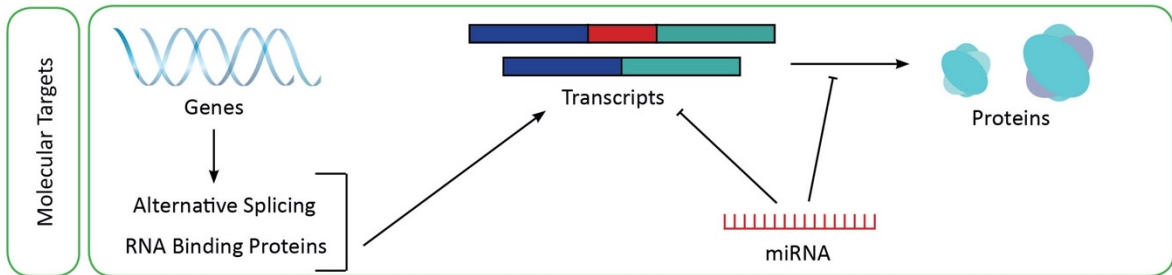 Molecular Targets
Genes
Alternative Splicing
RNA Binding Proteins
Transcripts
miRNA
Proteins